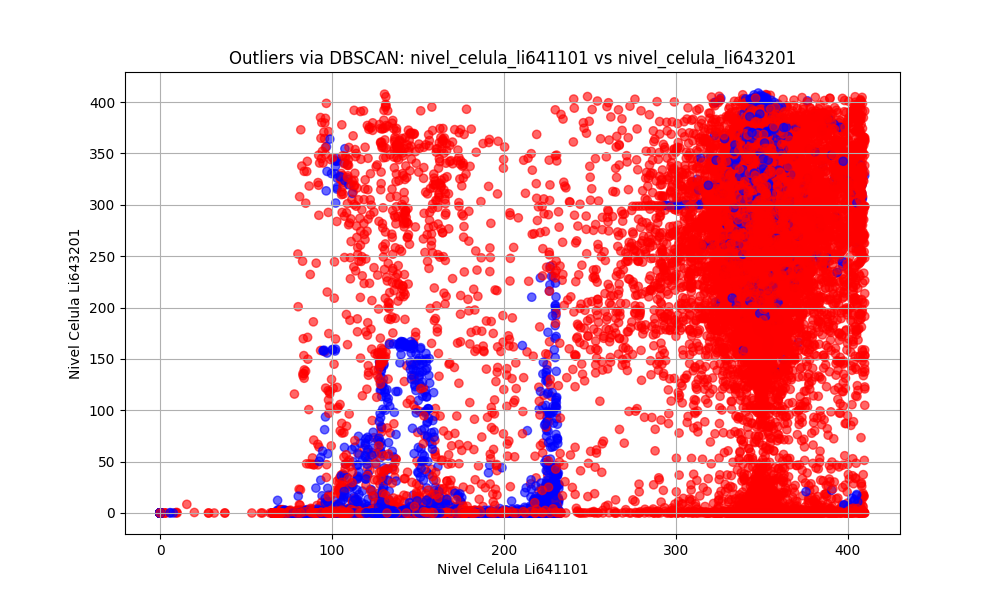 Outliers via DBSCAN: nivel_celula_li641101 vs nivel_celula_li643201
Nivel Celula Li643201
400
350
300
250
200
150
100
50
0
0 100 200 300 400
Nivel Celula Li641101